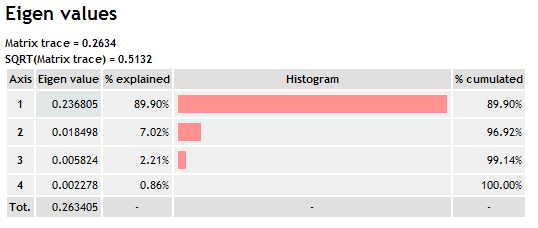 Eigen values
Matrix trace = 0.2634
SQRT(Matrix trace) = 0.5132
Axis Eigen value % explained Histogram % cumulated
1 0.236805 89.90% 89.90%
2 0.018498 7.02% 96.92%
3 0.005824 2.21% 99.14%
4 0.002278 0.86% 100.00%
Tot. 0.263405 - - -